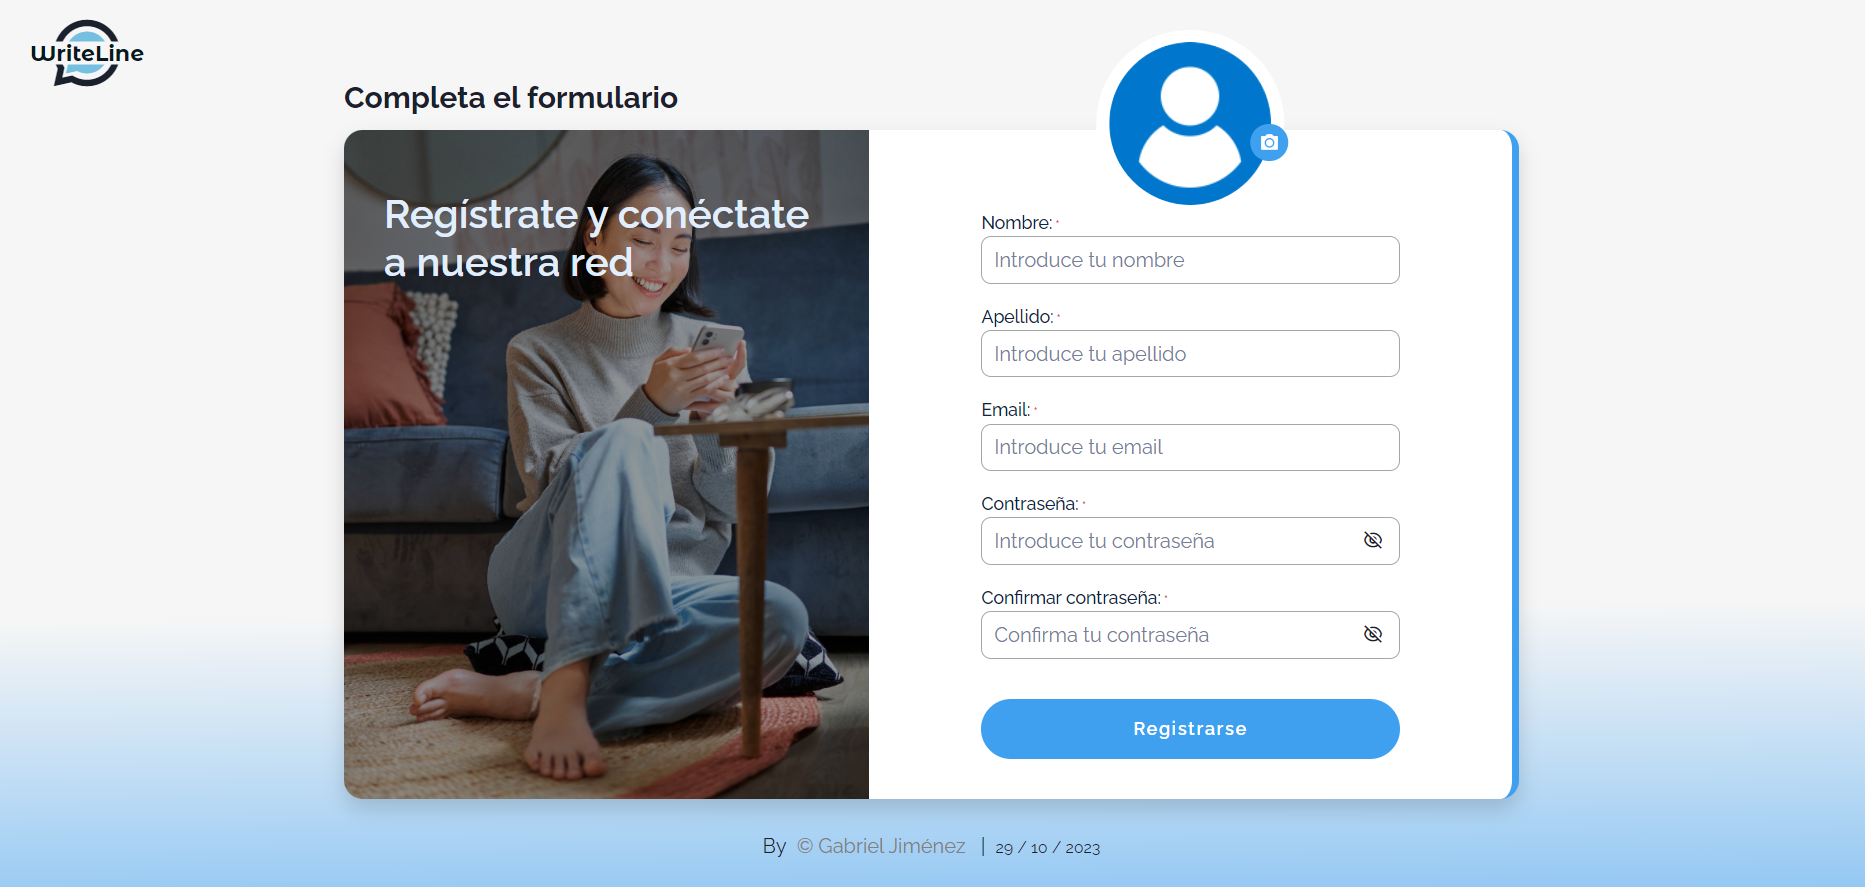 WriteLine
Completa el formulario
Regístrate y conéctate
a nuestra red
Nombre: *
Introduce tu nombre
Apellido: *
Introduce tu apellido
Email: *
Introduce tu email
Contraseña: *
Introduce tu contraseña
Confirmar contraseña: *
Confirma tu contraseña
Registrarse
By © Gabriel Jiménez | 29 / 10 / 2023